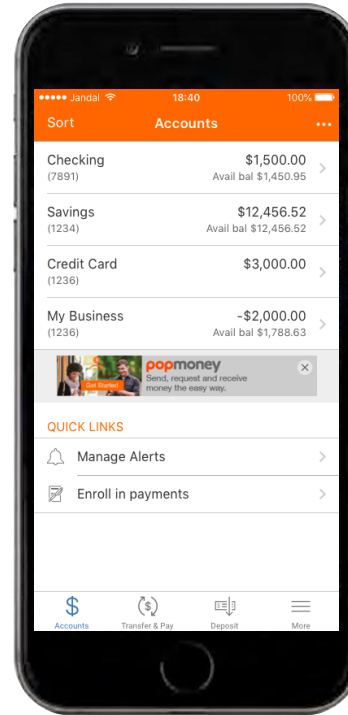 Jandal 18:40 100%
Sort Accounts ...
Checking $1,500.00
(7891) Avail bal $1,450.95
Savings $12,456.52
(1234) Avail bal $12,456.52
Credit Card $3,000.00
(1236)
My Business -$2,000.00
(1236) Avail bal $1,788.63
popmoney
Get Started
Send, request and receive
money the easy way.
QUICK LINKS
Manage Alerts
Enroll in payments
Accounts Transfer & Pay Deposit More